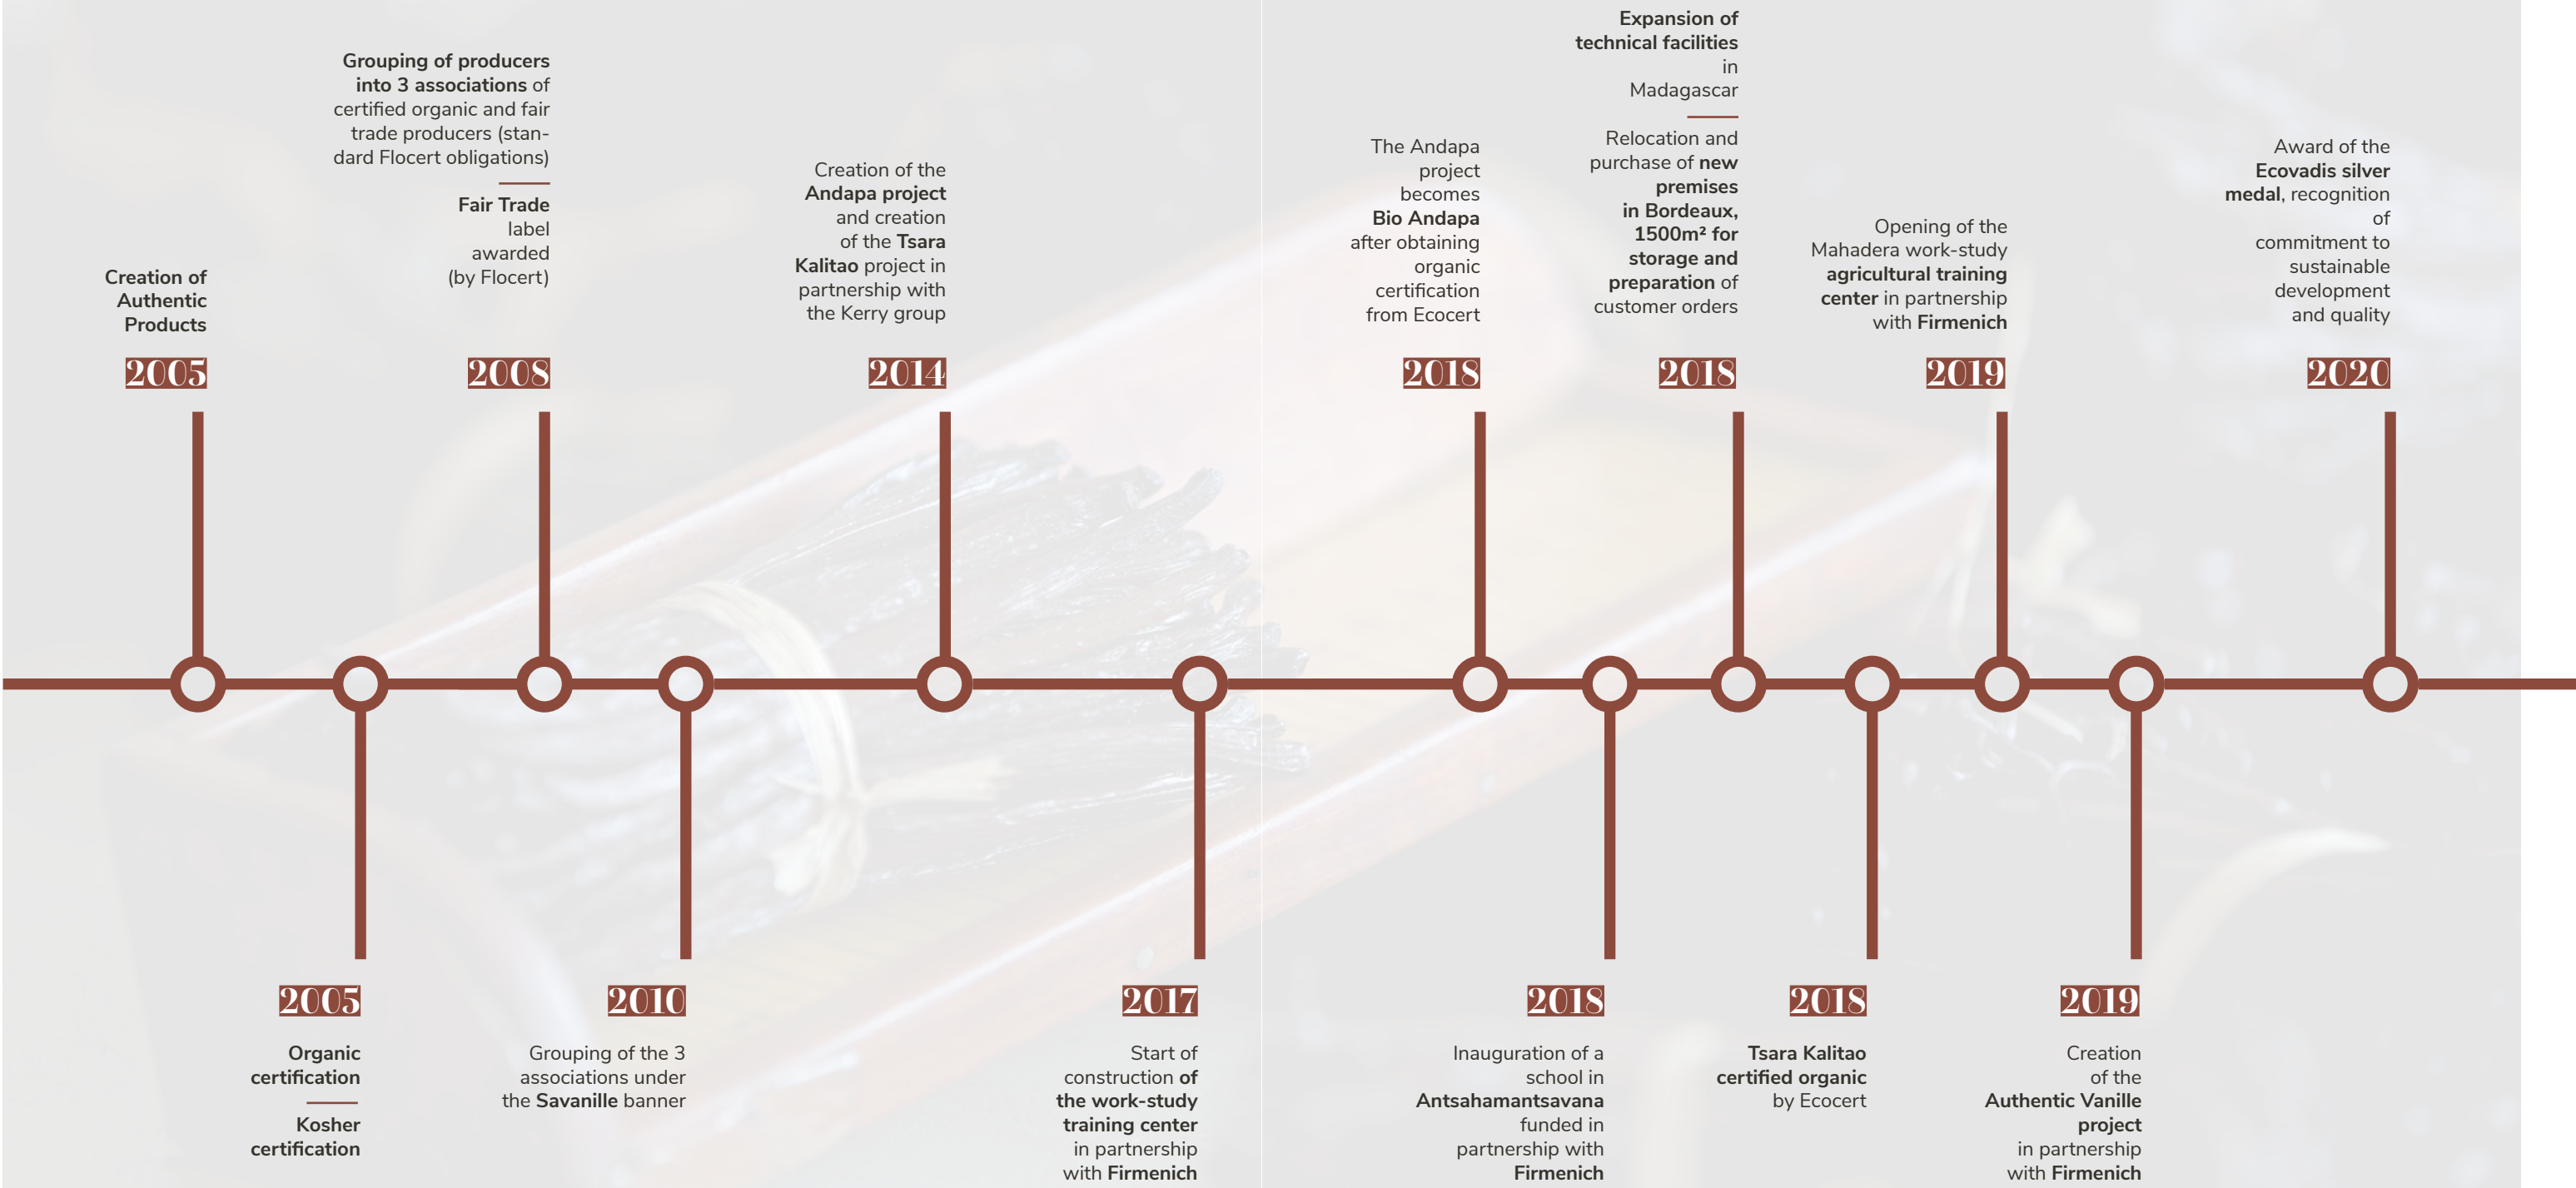 Creation of
Authentic
Products
2005
Organic
certification
Kosher
certification
2005
Grouping of producers
into 3 associations of
certified organic and fair
trade producers (stan-
dard Flocert obligations)
Fair Trade
label
awarded
(by Flocert)
2008
2010
Grouping of the 3
associations under
the Savanille banner
Creation of the
Andapa project
and creation
of the Tsara
Kalitao project in
partnership with
the Kerry group
2014
2017
Start of
construction of
the work-study
training center
in partnership
with Firmenich
The Andapa
project
becomes
Bio Andapa
after obtaining
organic
certification
from Ecocert
2018
2018
Inauguration of a
school in
Antsahamantsavana
funded in
partnership with
Firmenich
Expansion of
technical facilities
in
Madagascar
Relocation and
purchase of new
premises
in Bordeaux,
1500m² for
storage and
preparation of
customer orders
2018
2018
Tsara Kalitao
certified organic
by Ecocert
Opening of the
Mahadera work-study
agricultural training
center in partnership
with Firmenich
2019
2019
Creation
of the
Authentic Vanille
project
in partnership
with Firmenich
Award of the
Ecovadis silver
medal, recognition
of
commitment to
sustainable
development
and quality
2020